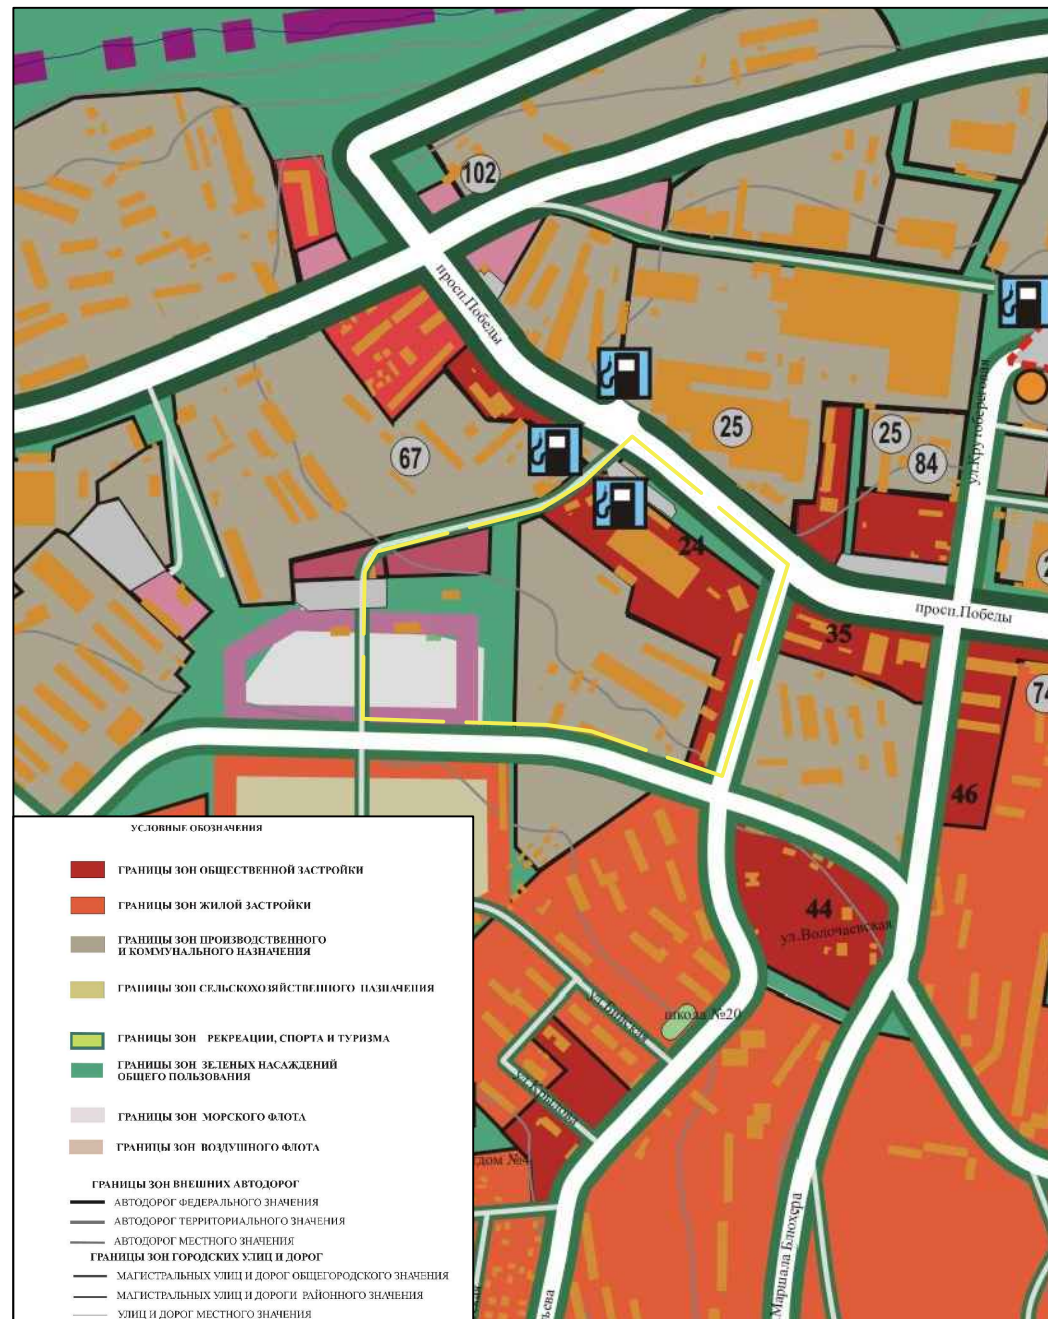 102
просп.Победы
ул.Крутобереговая
25
25
67
84
24
просп.Победы
35
74
46
44
ул.Волочаевская
школа №20
ул.Бийская
дом №4
ул.Маршала Блюхера
УСЛОВНЫЕ ОБОЗНАЧЕНИЯ
ГРАНИЦЫ ЗОН ОБЩЕСТВЕННОЙ ЗАСТРОЙКИ
ГРАНИЦЫ ЗОН ЖИЛОЙ ЗАСТРОЙКИ
ГРАНИЦЫ ЗОН ПРОИЗВОДСТВЕННОГО
И КОММУНАЛЬНОГО НАЗНАЧЕНИЯ
ГРАНИЦЫ ЗОН СЕЛЬСКОХОЗЯЙСТВЕННОГО НАЗНАЧЕНИЯ
ГРАНИЦЫ ЗОН РЕКРЕАЦИИ, СПОРТА И ТУРИЗМА
ГРАНИЦЫ ЗОН ЗЕЛЕНЫХ НАСАЖДЕНИЙ
ОБЩЕГО ПОЛЬЗОВАНИЯ
ГРАНИЦЫ ЗОН МОРСКОГО ФЛОТА
ГРАНИЦЫ ЗОН ВОЗДУШНОГО ФЛОТА
ГРАНИЦЫ ЗОН ВНЕШНИХ АВТОДОРОГ
АВТОДОРОГ ФЕДЕРАЛЬНОГО ЗНАЧЕНИЯ
АВТОДОРОГ ТЕРРИТОРИАЛЬНОГО ЗНАЧЕНИЯ
АВТОДОРОГ МЕСТНОГО ЗНАЧЕНИЯ
ГРАНИЦЫ ЗОН ГОРОДСКИХ УЛИЦ И ДОРОГ
МАГИСТРАЛЬНЫХ УЛИЦ И ДОРОГ ОБЩЕГОРОДСКОГО ЗНАЧЕНИЯ
МАГИСТРАЛЬНЫХ УЛИЦ И ДОРОГИ РАЙОННОГО ЗНАЧЕНИЯ
УЛИЦ И ДОРОГ МЕСТНОГО ЗНАЧЕНИЯ